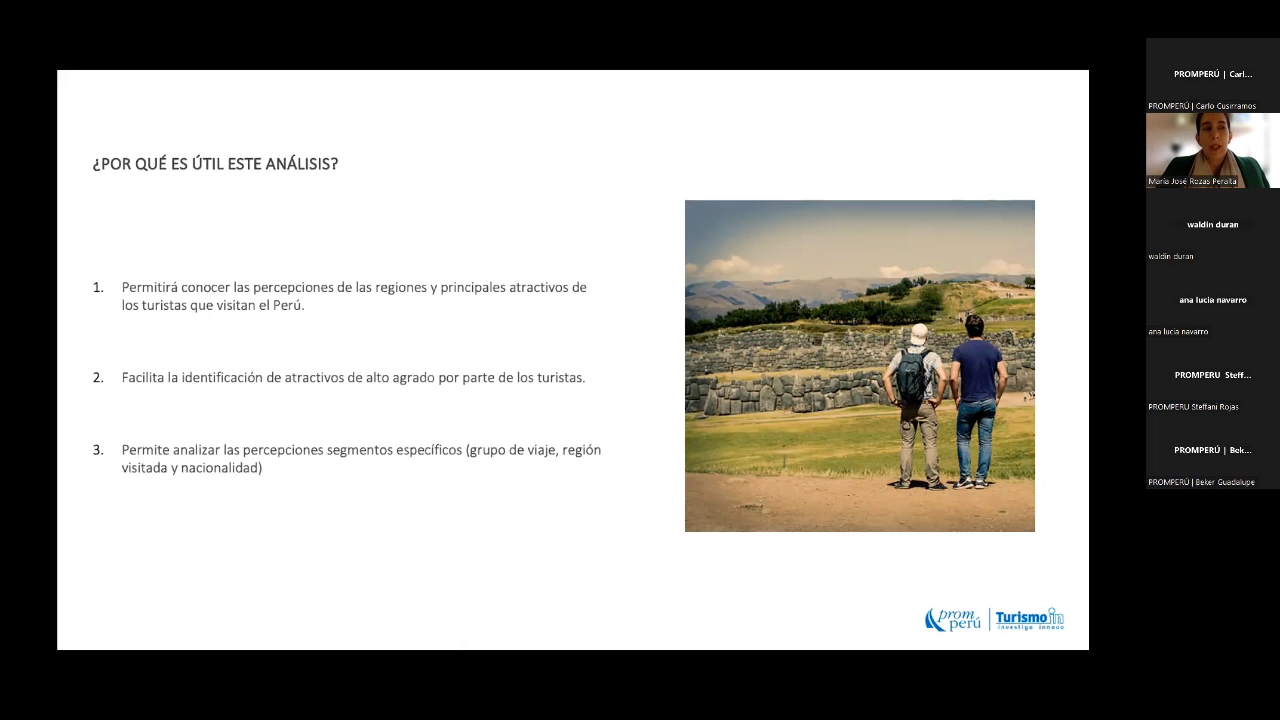 ¿POR QUÉ ES ÚTIL ESTE ANÁLISIS?
1. Permitirá conocer las percepciones de las regiones y principales atractivos de
los turistas que visitan el Perú.
2. Facilita la identificación de atractivos de alto agrado por parte de los turistas.
3. Permite analizar las percepciones segmentos específicos (grupo de viaje, región
visitada y nacionalidad)
prom
perú
Turismo in
investiga innova
PROMPERÚ | Carl...
PROMPERÚ | Carlo Cusirramos
María José Rozas Peralta
waldin duran
waldin duran
ana lucia navarro
ana lucia navarro
PROMPERU Steff...
PROMPERU Steffani Rojas
PROMPERÚ | Bek...
PROMPERÚ | Beker Guadalupe